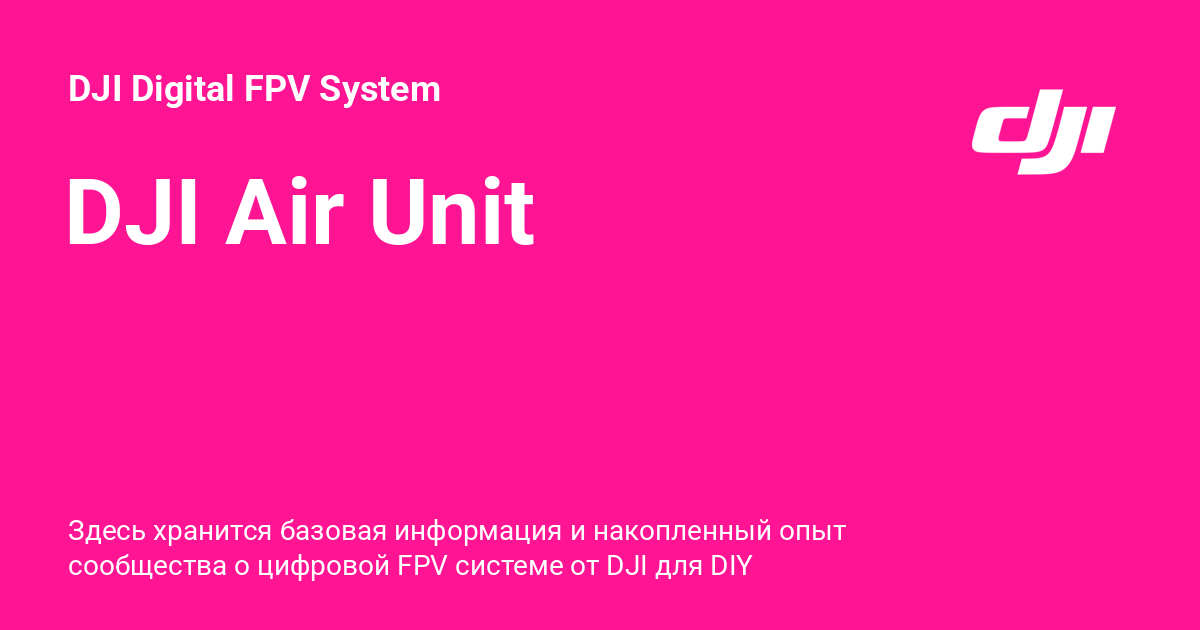 DJI Digital FPV System
dji
DJI Air Unit
Здесь хранится базовая информация и накопленный опыт
сообщества о цифровой FPV системе от DJI для DIY